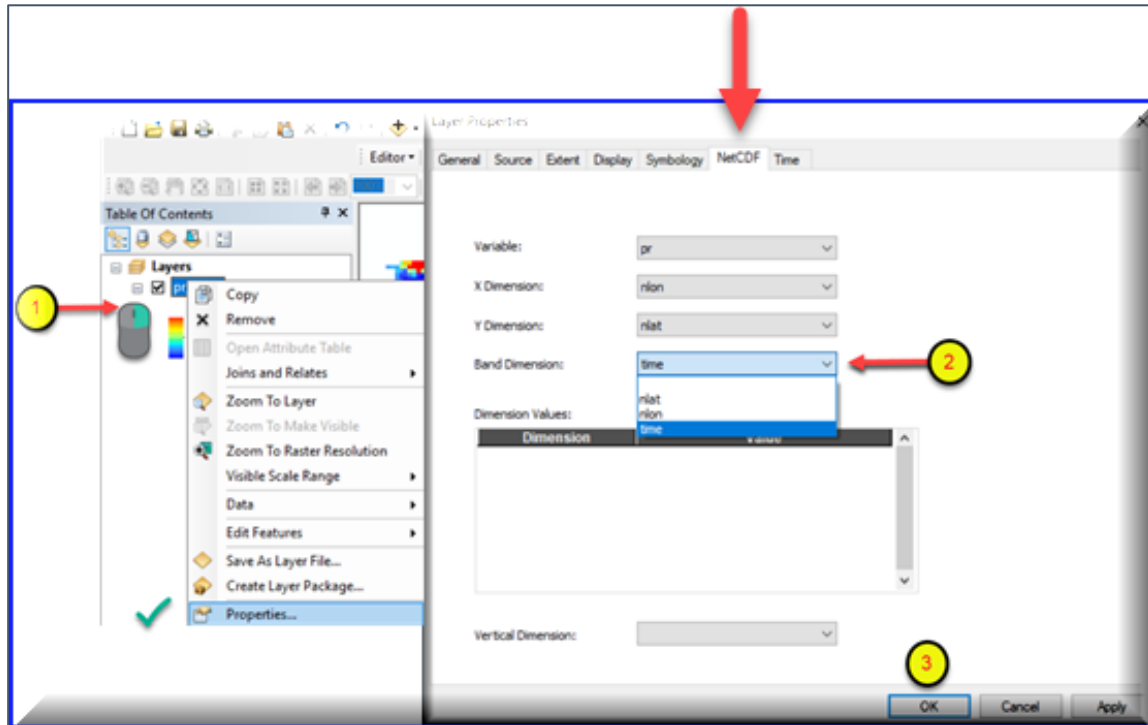 Layer Properties
Editor
General Source Extent Display Symbology NetCDF Time
Table Of Contents
Layers
pr
1
Copy
Remove
Open Attribute Table
Joins and Relates
Zoom To Layer
Zoom To Make Visible
Zoom To Raster Resolution
Visible Scale Range
Data
Edit Features
Save As Layer File...
Create Layer Package...
Properties...
Variable: pr
X Dimension: nlon
Y Dimension: nlat
Band Dimension: time
2
nlat
nlon
time
Dimension Values:
Dimension Value
Vertical Dimension:
3
OK Cancel Apply